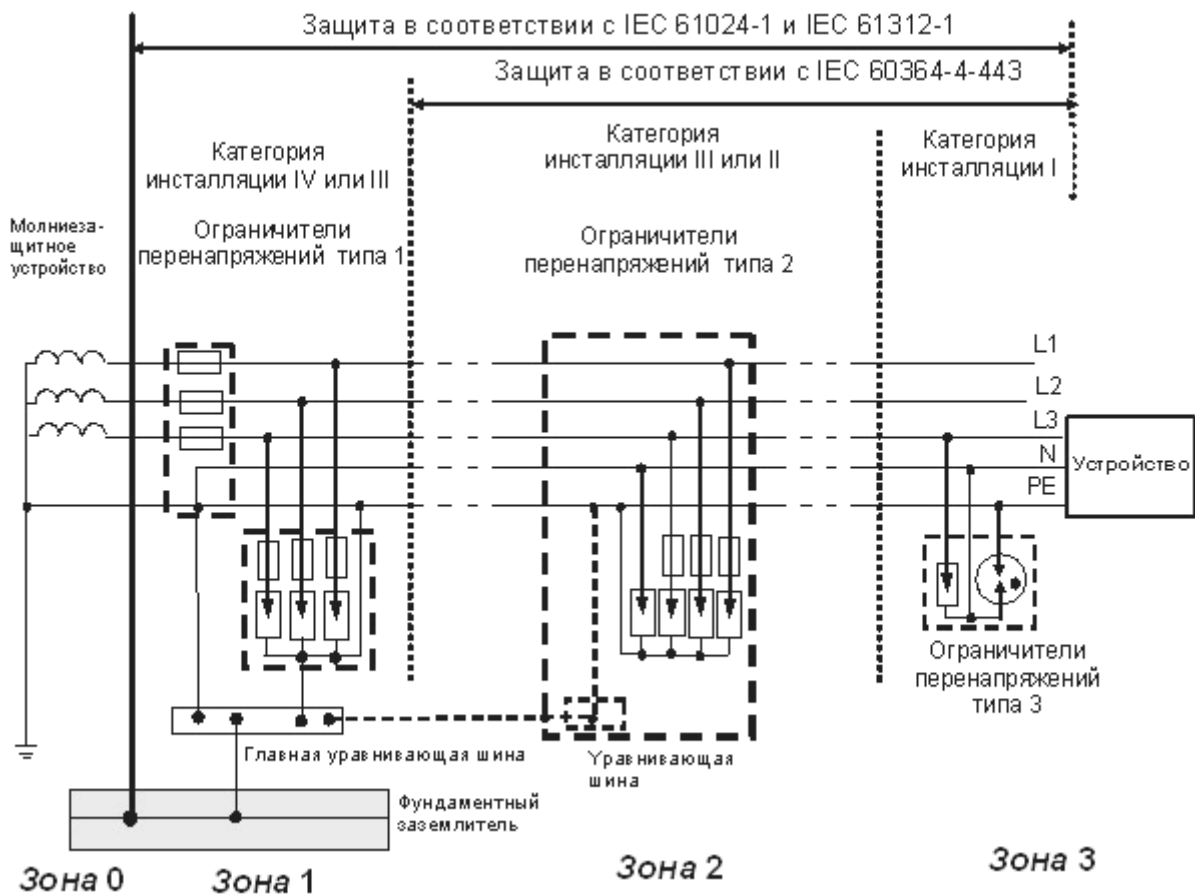 Защита в соответствии с IEC 61024-1 и IEC 61312-1
Защита в соответствии с IEC 60364-4-443
Категория
инсталляции IV или III
Категория
инсталляции III или II
Категория
инсталляции I
Молниеза-
щитное
устройство
Ограничители
перенапряжений типа 1
Ограничители
перенапряжений типа 2
L1
L2
L3
N
PE
Устройство
Ограничители
перенапряжений
типа 3
Главная уравнивающая шина
Уравнивающая
шина
Фундаментный
заземлитель
Зона 0
Зона 1
Зона 2
Зона 3